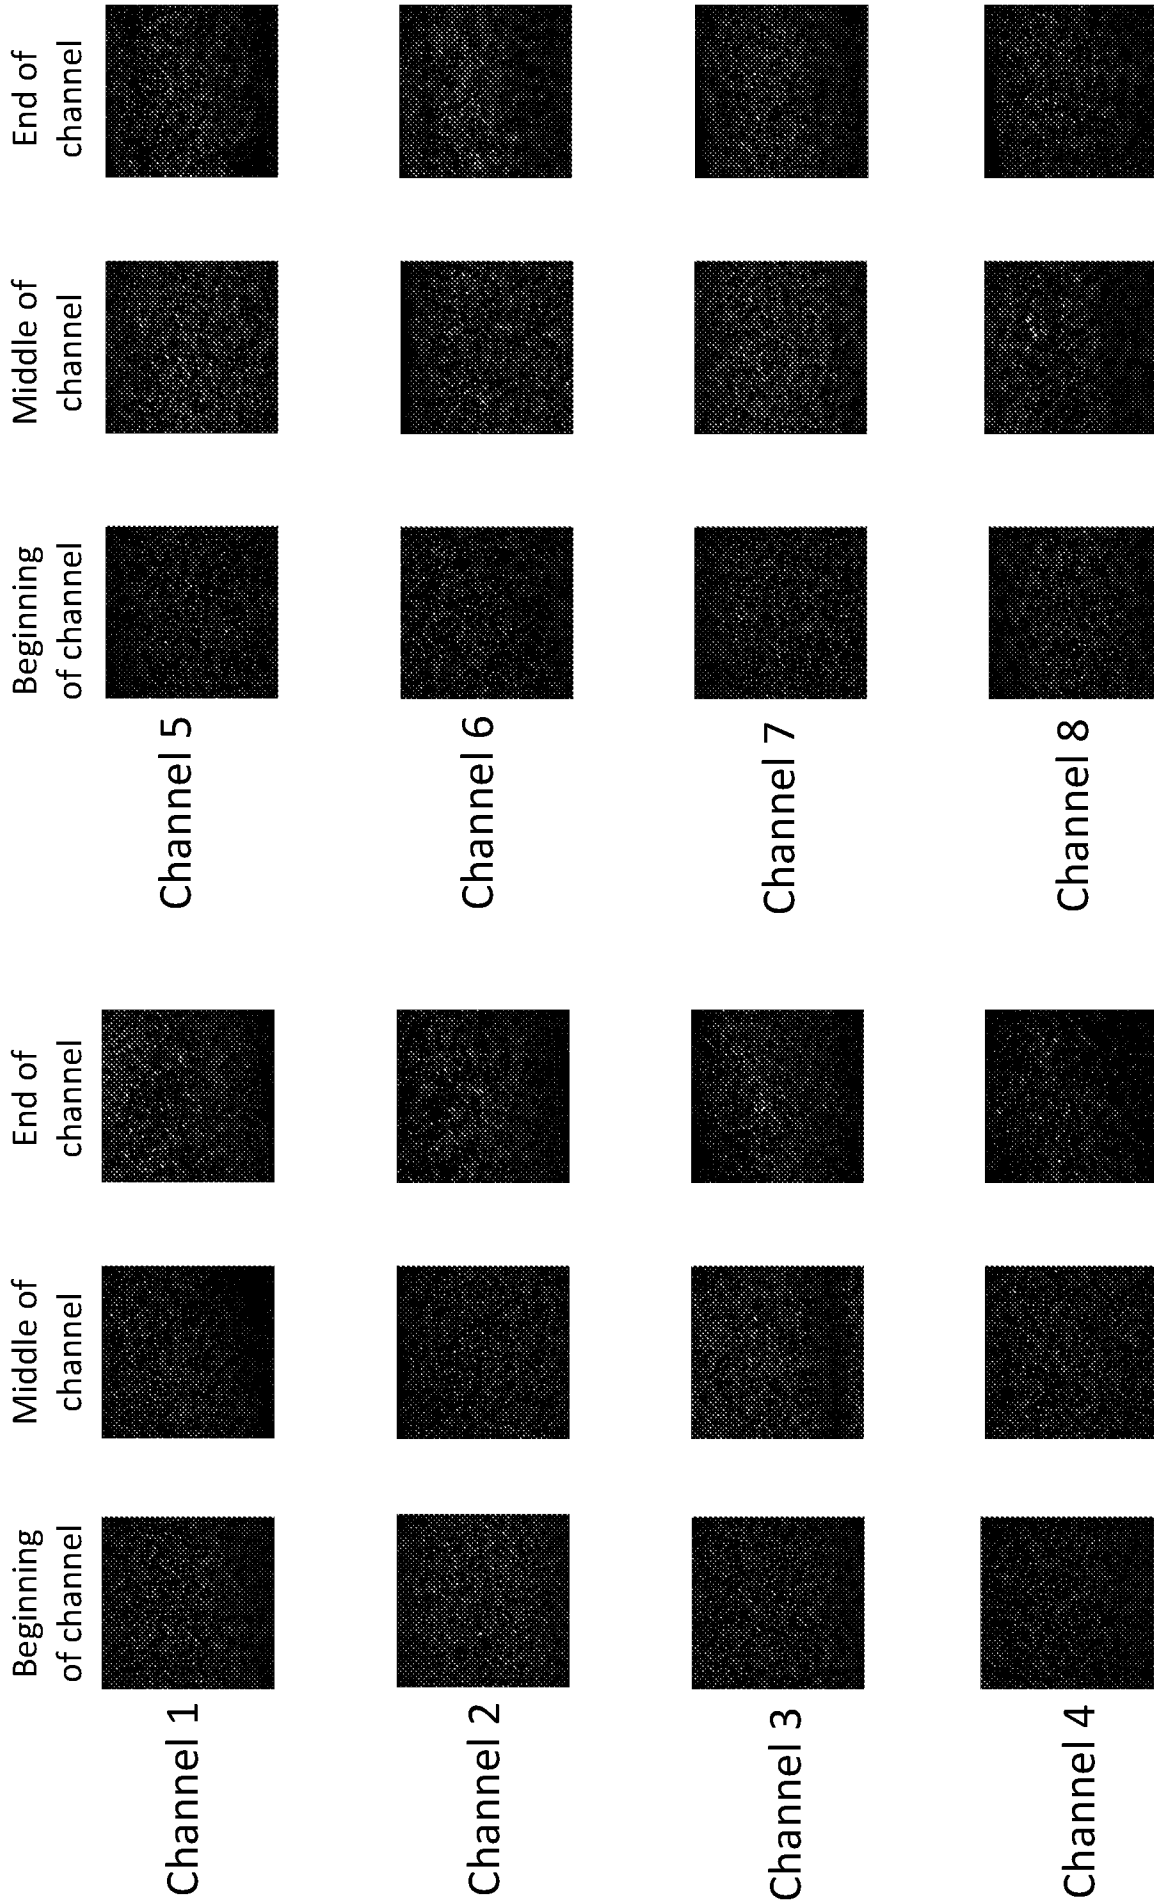 Beginning
of channel
Middle of
channel
End of
channel
Channel 1
Channel 2
Channel 3
Channel 4
Beginning
of channel
Middle of
channel
End of
channel
Channel 5
Channel 6
Channel 7
Channel 8